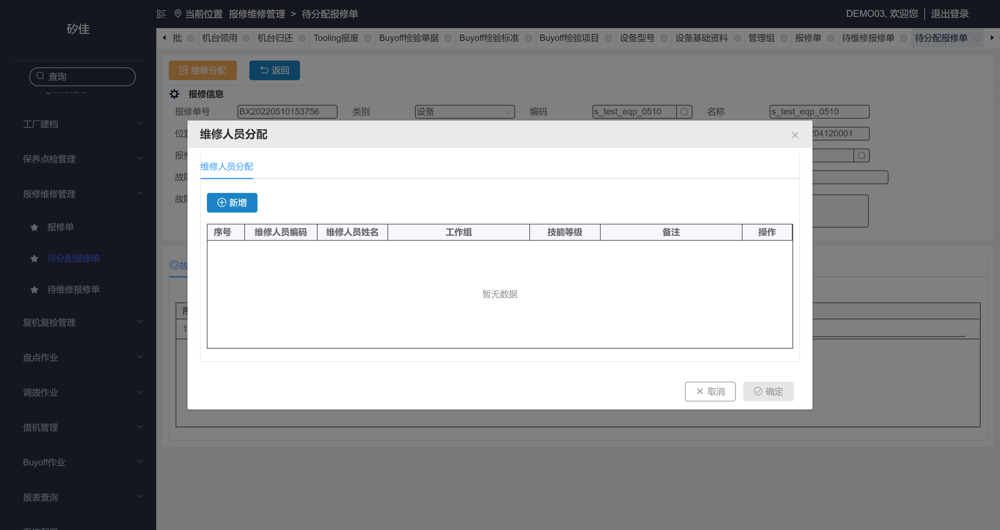 矽佳
当前位置 报修维修管理 > 待分配报修单
DEMO03, 欢迎您 退出登录
批 机台领用 机台归还 Tooling报废 Buyoff检验单据 Buyoff检验标准 Buyoff检验项目 设备型号 设备基础资料 管理组 报修单 待维修报修单 待分配报修单
查询
工厂建档
保养点检管理
报修维修管理
报修单
待分配报修单
待维修报修单
复机复检管理
盘点作业
调拨作业
借机管理
Buyoff作业
报表查询
维修分配 返回
报修信息
报修单号 BX20220510153756 类别 设备 编码 s_test_eqp_0510 名称 s_test_eqp_0510
位置 204120001
报修
故障
故障
维修人员分配
维修人员分配
新增
序号 维修人员编码 维修人员姓名 工作组 技能等级 备注 操作
暂无数据
取消 确定
故
序
1